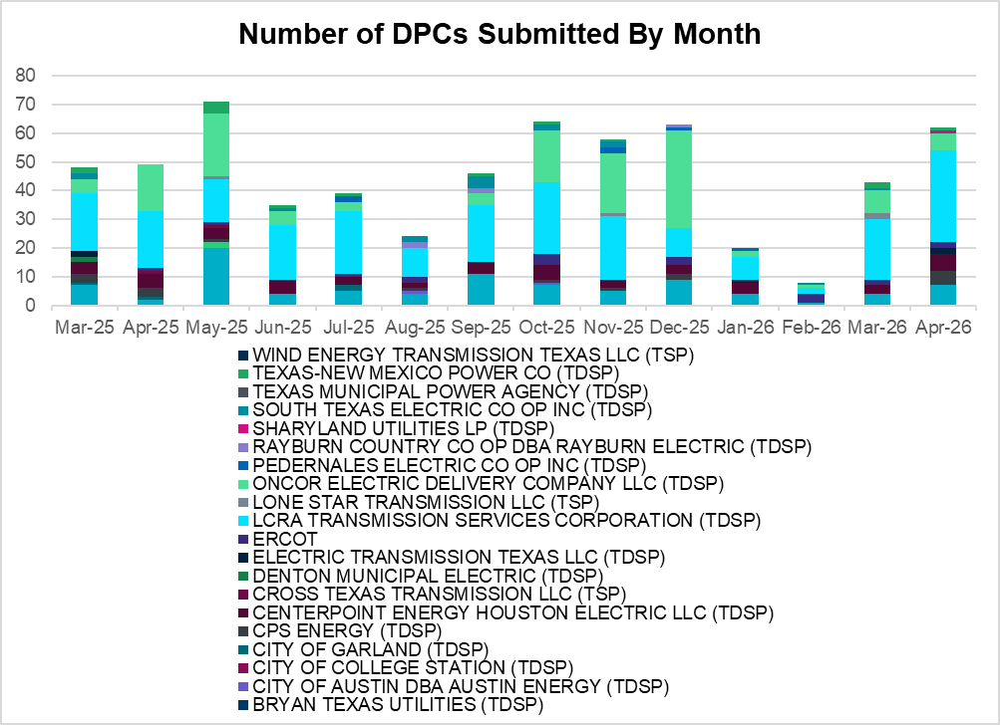 Number of DPCs Submitted By Month
80
70
60
50
40
30
20
10
0
Mar-25 Apr-25 May-25 Jun-25 Jul-25 Aug-25 Sep-25 Oct-25 Nov-25 Dec-25 Jan-26 Feb-26 Mar-26 Apr-26
WIND ENERGY TRANSMISSION TEXAS LLC (TSP)
TEXAS-NEW MEXICO POWER CO (TDSP)
TEXAS MUNICIPAL POWER AGENCY (TDSP)
SOUTH TEXAS ELECTRIC CO OP INC (TDSP)
SHARYLAND UTILITIES LP (TDSP)
RAYBURN COUNTRY CO OP DBA RAYBURN ELECTRIC (TDSP)
PEDERNALES ELECTRIC CO OP INC (TDSP)
ONCOR ELECTRIC DELIVERY COMPANY LLC (TDSP)
LONE STAR TRANSMISSION LLC (TSP)
LCRA TRANSMISSION SERVICES CORPORATION (TDSP)
ERCOT
ELECTRIC TRANSMISSION TEXAS LLC (TDSP)
DENTON MUNICIPAL ELECTRIC (TDSP)
CROSS TEXAS TRANSMISSION LLC (TSP)
CENTERPOINT ENERGY HOUSTON ELECTRIC LLC (TDSP)
CPS ENERGY (TDSP)
CITY OF GARLAND (TDSP)
CITY OF COLLEGE STATION (TDSP)
CITY OF AUSTIN DBA AUSTIN ENERGY (TDSP)
BRYAN TEXAS UTILITIES (TDSP)